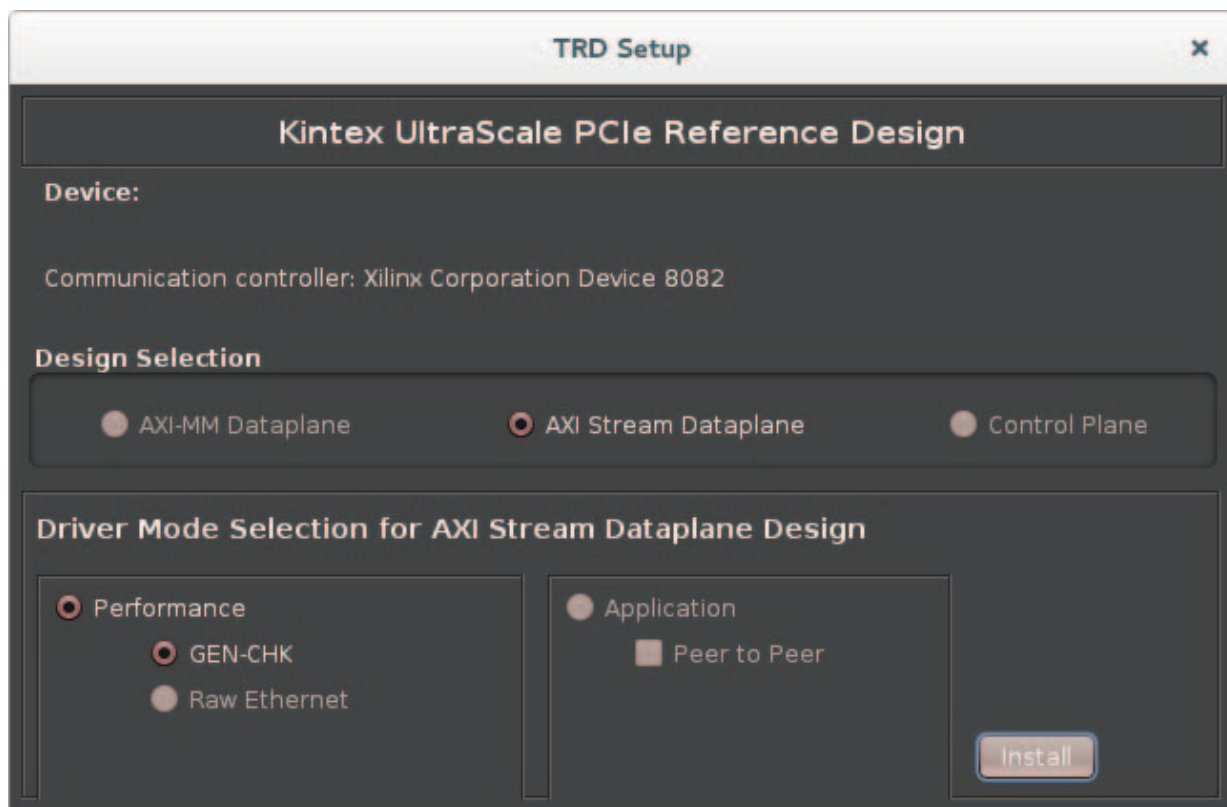 TRD Setup
Kintex UltraScale PCIe Reference Design
Device:
Communication controller: Xilinx Corporation Device 8082
Design Selection
AXI-MM Dataplane AXI Stream Dataplane Control Plane
Driver Mode Selection for AXI Stream Dataplane Design
Performance Application
GEN-CHK Peer to Peer
Raw Ethernet
Install